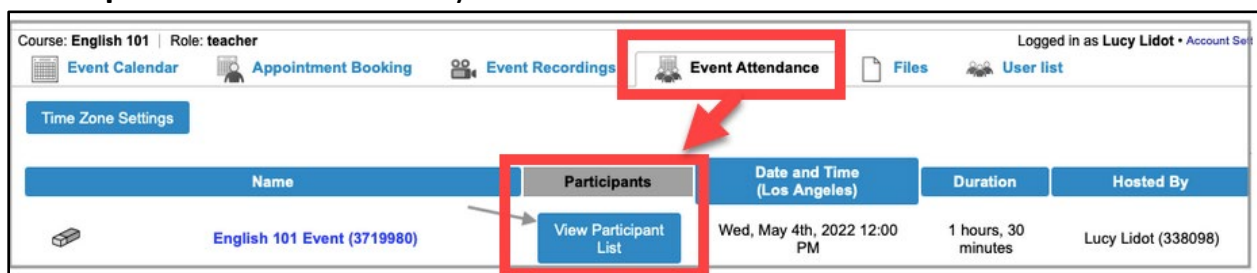 Course: English 101 | Role: teacher
Logged in as Lucy Lidot • Account
Event Calendar
Appointment Booking
Event Recordings
Event Attendance
Files
User list
Time Zone Settings
Name
Participants
Date and Time
(Los Angeles)
Duration
Hosted By
English 101 Event (3719980)
View Participant
List
Wed, May 4th, 2022 12:00
PM
1 hours, 30
minutes
Lucy Lidot (338098)